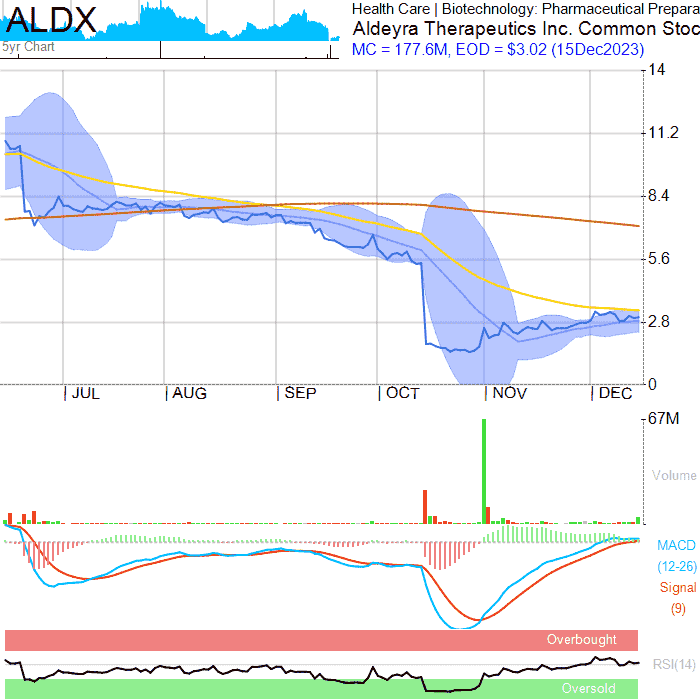 ALDX
5yr Chart
Health Care | Biotechnology: Pharmaceutical Prepara
Aldeyra Therapeutics Inc. Common Stoc
MC = 177.6M, EOD = $3.02 (15Dec2023)
14
11.2
8.4
5.6
2.8
0
JUL AUG SEP OCT NOV DEC
67M
Volume
MACD
(12-26)
Signal
(9)
Overbought
RSI(14)
Oversold